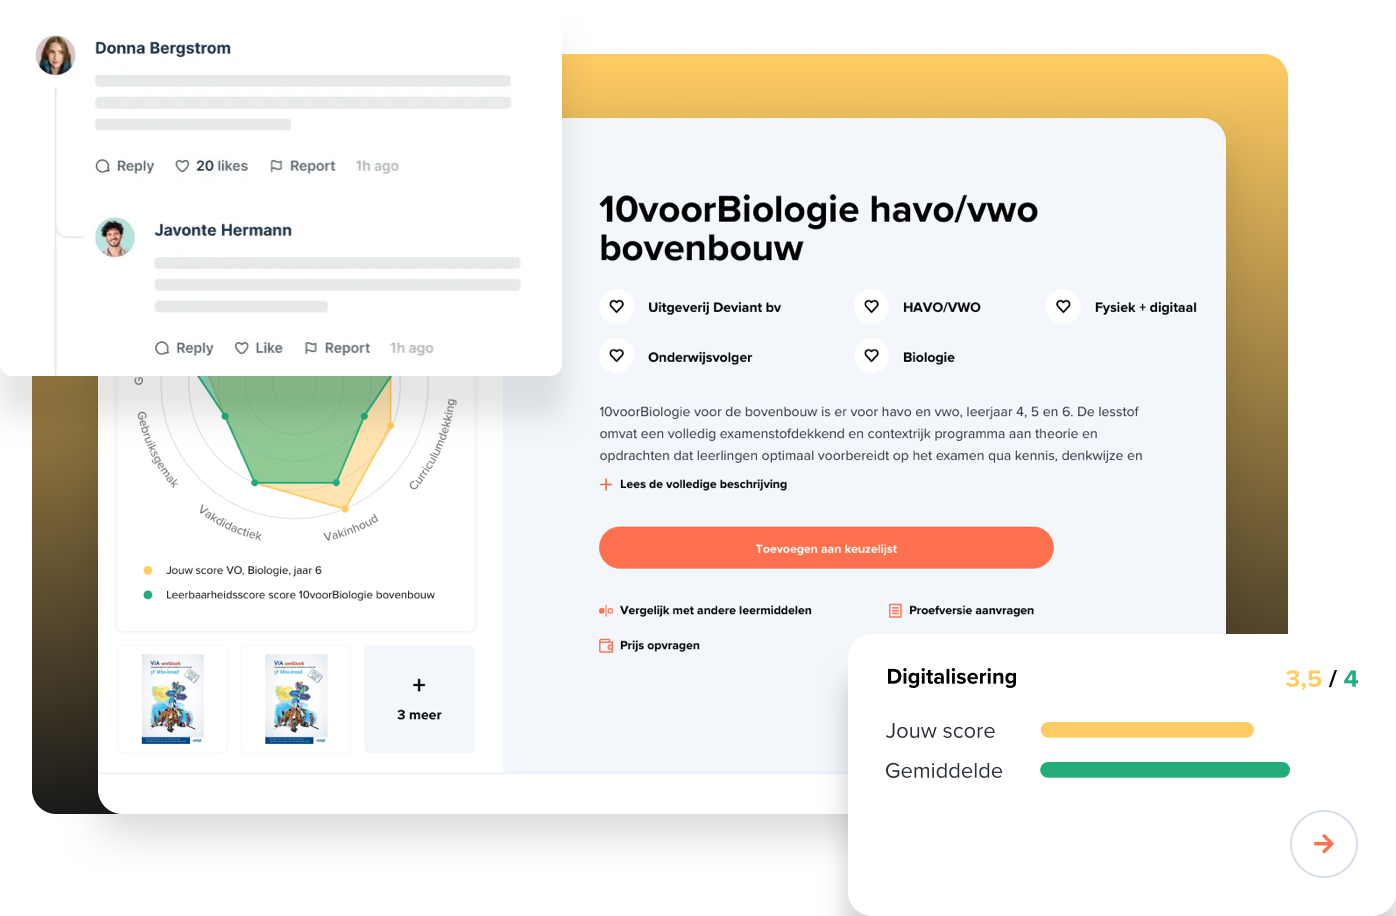 Donna Bergstrom
Reply
20 likes
Report
1h ago
Javonte Hermann
Reply
Like
Report
1h ago
G
Gebruiksgemak
Vakdidactiek
Vakinhoud
Curriculumdekking
Jouw score VO, Biologie, jaar 6
Leerbaarheidsscore score 10voorBiologie bovenbouw
VIA werkboek
VIA werkboek
+
3 meer
10voorBiologie havo/vwo
bovenbouw
Uitgeverij Deviant bv
HAVO/VWO
Fysiek + digitaal
Onderwijsvolger
Biologie
10voorBiologie voor de bovenbouw is er voor havo en vwo, leerjaar 4, 5 en 6. De lesstof
omvat een volledig examenstofdekkend en contextrijk programma aan theorie en
opdrachten dat leerlingen optimaal voorbereidt op het examen qua kennis, denkwijze en
Lees de volledige beschrijving
Toevoegen aan keuzelijst
Vergelijk met andere leermiddelen
Proefversie aanvragen
Prijs opvragen
Digitalisering
3,5 / 4
Jouw score
Gemiddelde